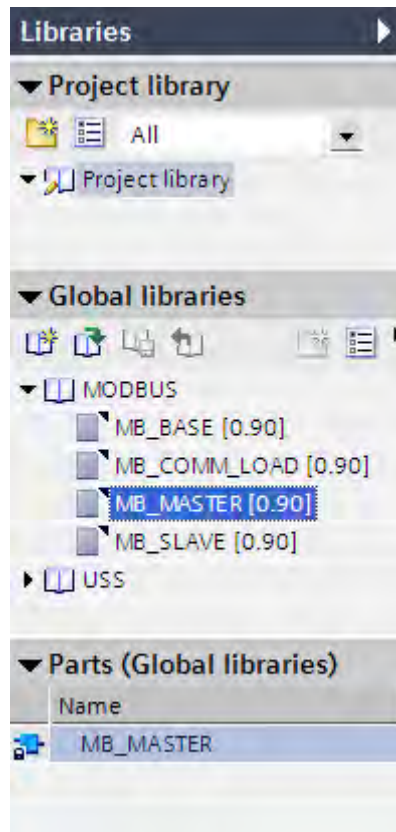 Libraries
Project library
All
Project library
Global libraries
MODBUS
MB_BASE [0.90]
MB_COMM_LOAD [0.90]
MB_MASTER [0.90]
MB_SLAVE [0.90]
USS
Parts (Global libraries)
Name
MB_MASTER